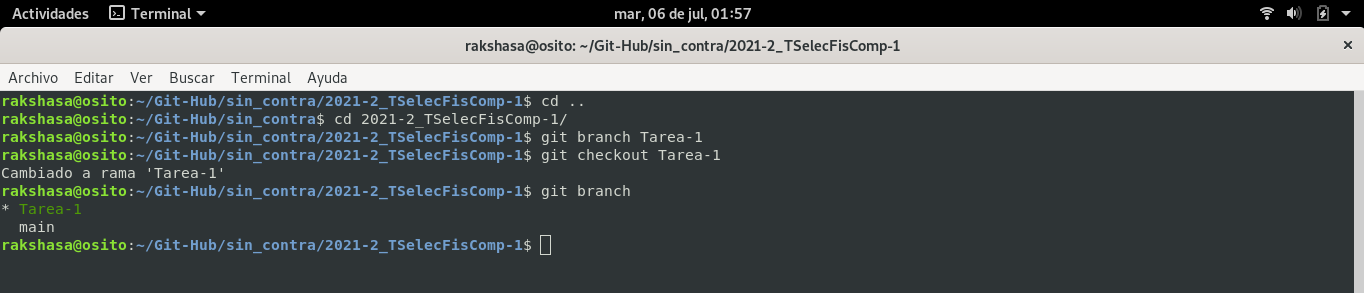 Actividades Terminal mar, 06 de jul, 01:57
rakshasa@osito: ~/Git-Hub/sin_contra/2021-2_TSelecFisComp-1 ×
Archivo Editar Ver Buscar Terminal Ayuda
rakshasa@osito:~/Git-Hub/sin_contra/2021-2_TSelecFisComp-1$ cd ..
rakshasa@osito:~/Git-Hub/sin_contra$ cd 2021-2_TSelecFisComp-1/
rakshasa@osito:~/Git-Hub/sin_contra/2021-2_TSelecFisComp-1$ git branch Tarea-1
rakshasa@osito:~/Git-Hub/sin_contra/2021-2_TSelecFisComp-1$ git checkout Tarea-1
Cambiado a rama 'Tarea-1'
rakshasa@osito:~/Git-Hub/sin_contra/2021-2_TSelecFisComp-1$ git branch
* Tarea-1
main
rakshasa@osito:~/Git-Hub/sin_contra/2021-2_TSelecFisComp-1$